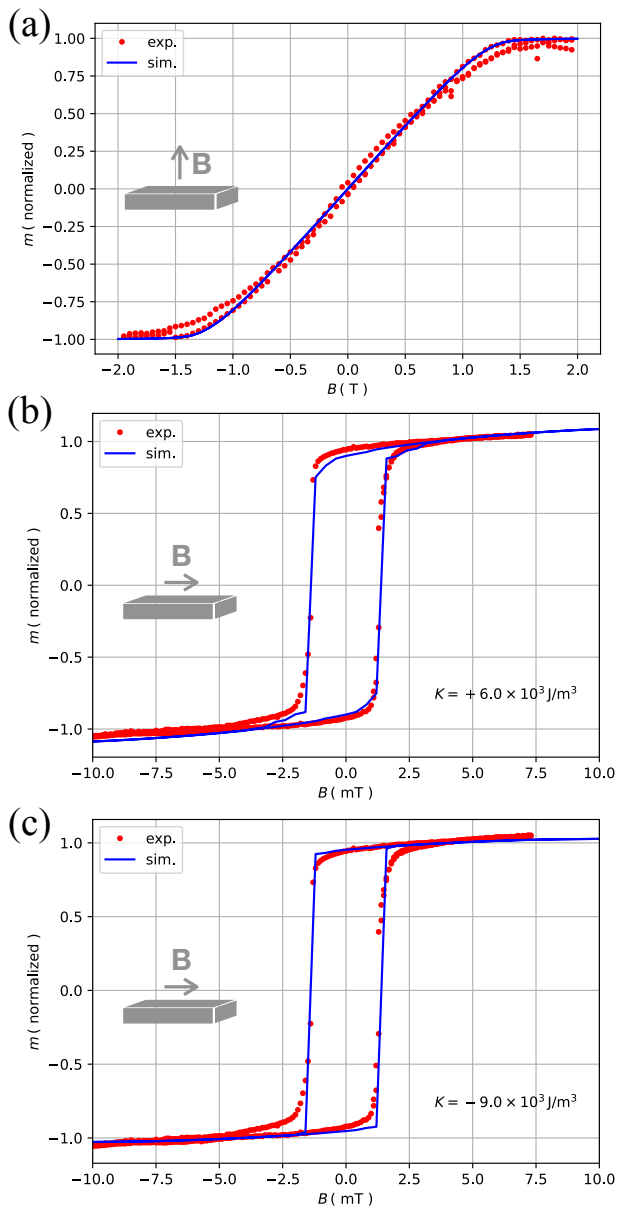 (a)
exp.
sim.
B
m ( normalized )
1.00
0.75
0.50
0.25
0.00
−0.25
−0.50
−0.75
−1.00
−2.0 −1.5 −1.0 −0.5 0.0 0.5 1.0 1.5 2.0
B ( T )
(b)
exp.
sim.
B
m ( normalized )
1.0
0.5
0.0
−0.5
−1.0
K = +6.0 × 10³ J/m³
−10.0 −7.5 −5.0 −2.5 0.0 2.5 5.0 7.5 10.0
B ( mT )
(c)
exp.
sim.
B
m ( normalized )
1.0
0.5
0.0
−0.5
−1.0
K = −9.0 × 10³ J/m³
−10.0 −7.5 −5.0 −2.5 0.0 2.5 5.0 7.5 10.0
B ( mT )